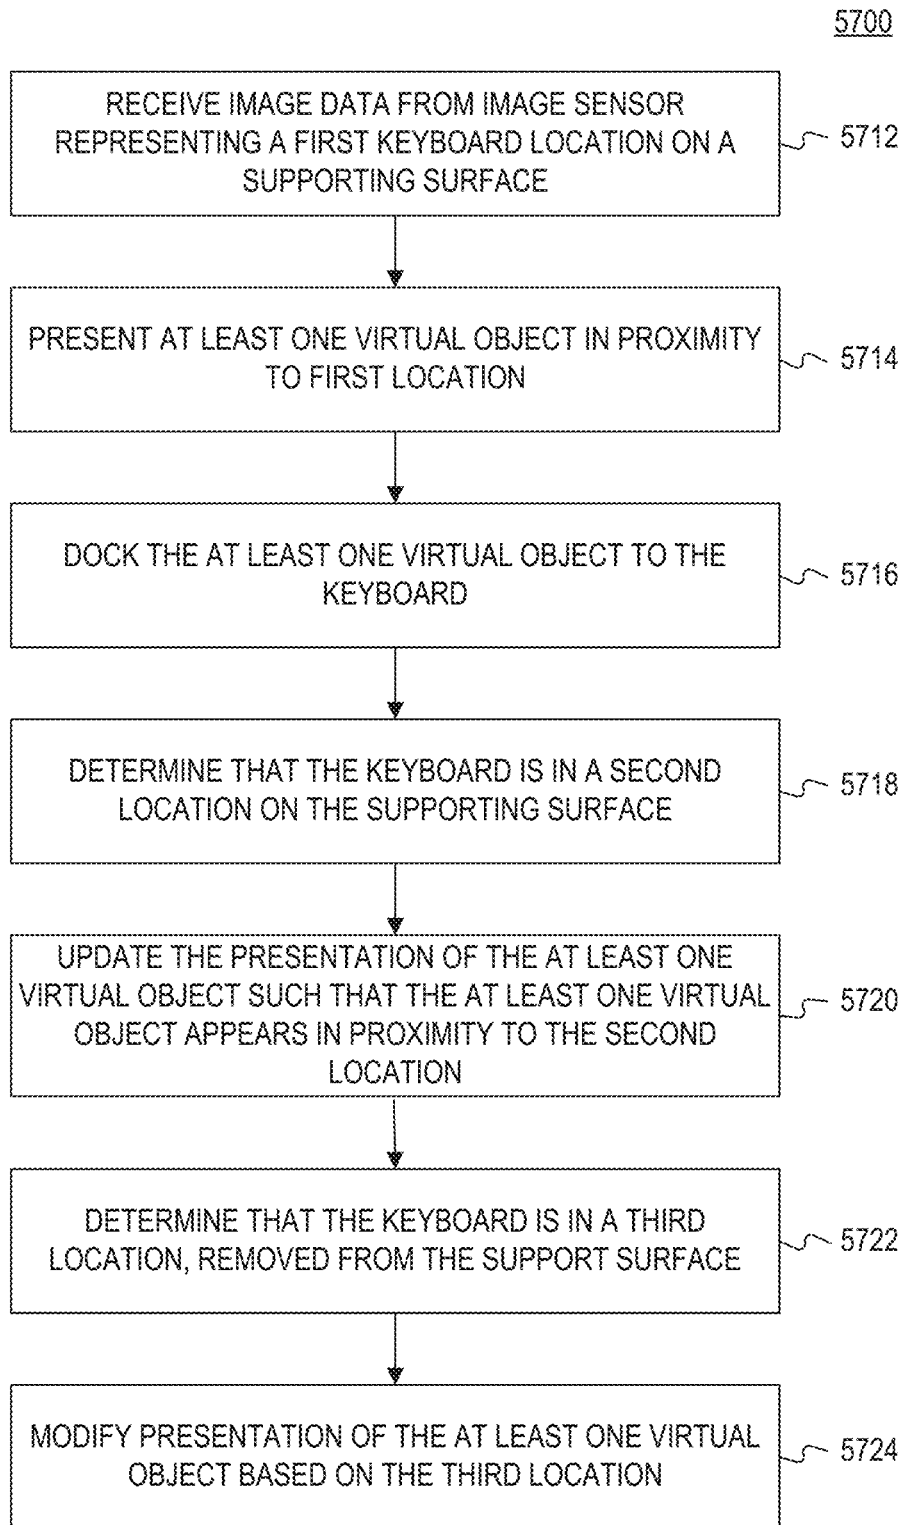 5700
RECEIVE IMAGE DATA FROM IMAGE SENSOR
REPRESENTING A FIRST KEYBOARD LOCATION ON A
SUPPORTING SURFACE
5712
PRESENT AT LEAST ONE VIRTUAL OBJECT IN PROXIMITY
TO FIRST LOCATION
5714
DOCK THE AT LEAST ONE VIRTUAL OBJECT TO THE
KEYBOARD
5716
DETERMINE THAT THE KEYBOARD IS IN A SECOND
LOCATION ON THE SUPPORTING SURFACE
5718
UPDATE THE PRESENTATION OF THE AT LEAST ONE
VIRTUAL OBJECT SUCH THAT THE AT LEAST ONE VIRTUAL
OBJECT APPEARS IN PROXIMITY TO THE SECOND
LOCATION
5720
DETERMINE THAT THE KEYBOARD IS IN A THIRD
LOCATION, REMOVED FROM THE SUPPORT SURFACE
5722
MODIFY PRESENTATION OF THE AT LEAST ONE VIRTUAL
OBJECT BASED ON THE THIRD LOCATION
5724